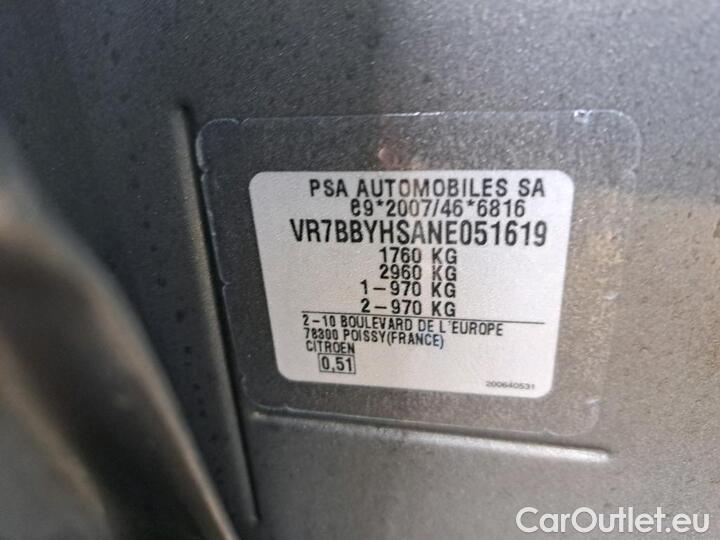 PSA AUTOMOBILES SA
e9*2007/46*6816
VR7BBYHSANE051619
1760 KG
2960 KG
1-970 KG
2-970 KG
2-10 BOULEVARD DE L'EUROPE
78300 POISSY(FRANCE)
CITROEN
0,51
200640531
CarOutlet.eu